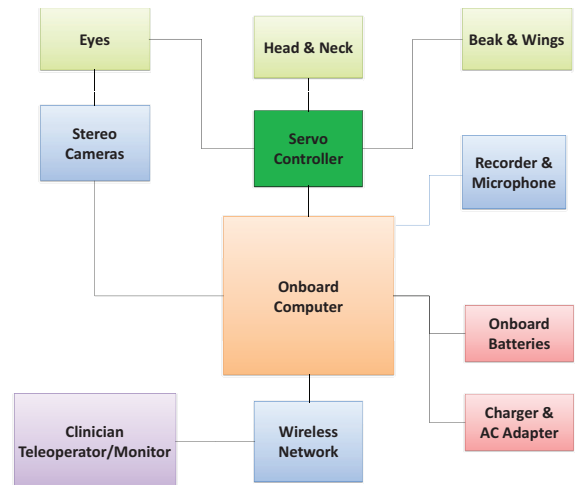 Eyes
Head & Neck
Beak & Wings
Stereo
Cameras
Servo
Controller
Recorder &
Microphone
Onboard
Computer
Onboard
Batteries
Clinician
Teleoperator/Monitor
Wireless
Network
Charger &
AC Adapter